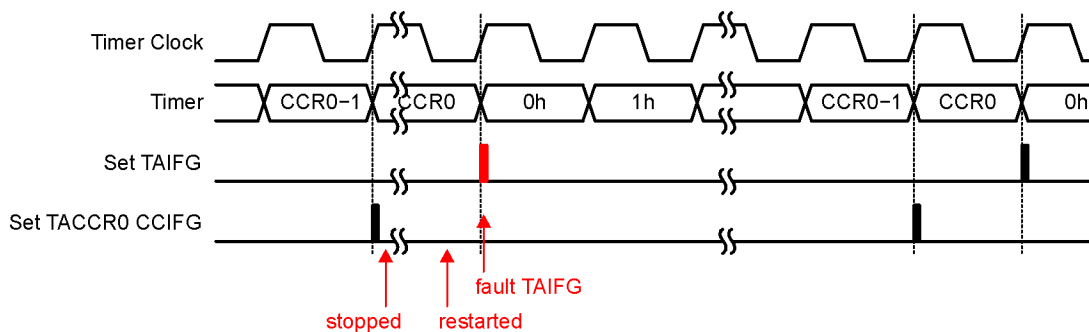 Timer Clock
Timer CCR0−1 CCR0 0h 1h CCR0−1 CCR0 0h
Set TAIFG
Set TACCR0 CCIFG
fault TAIFG
stopped restarted